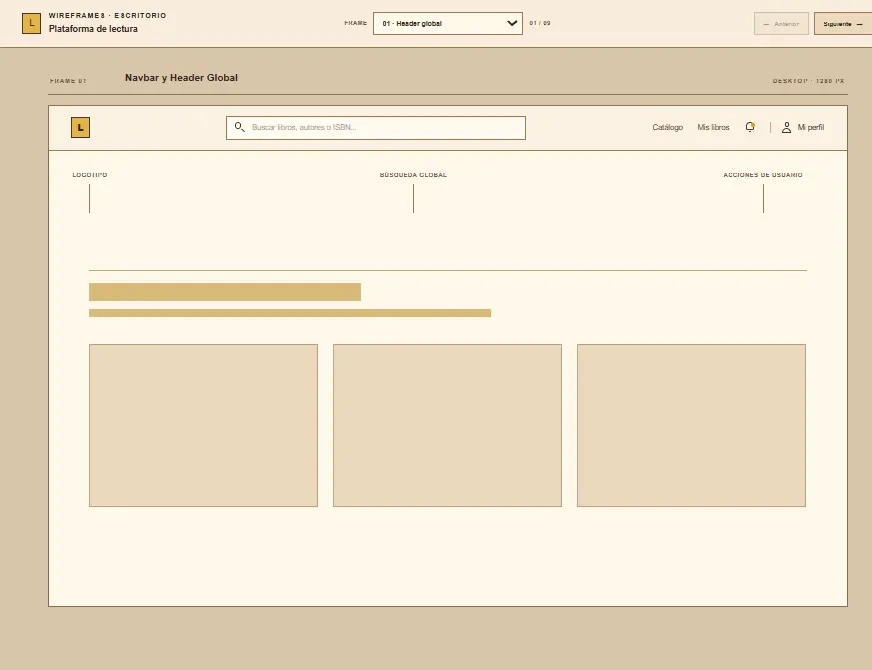 L
WIREFRAMES · ESCRITORIO
Plataforma de lectura
FRAME
01 · Header global
01 / 09
← Anterior
Siguiente →
FRAME 01
Navbar y Header Global
DESKTOP · 1280 PX
L
Buscar libros, autores o ISBN...
Catálogo
Mis libros
Mi perfil
LOGOTIPO
BÚSQUEDA GLOBAL
ACCIONES DE USUARIO